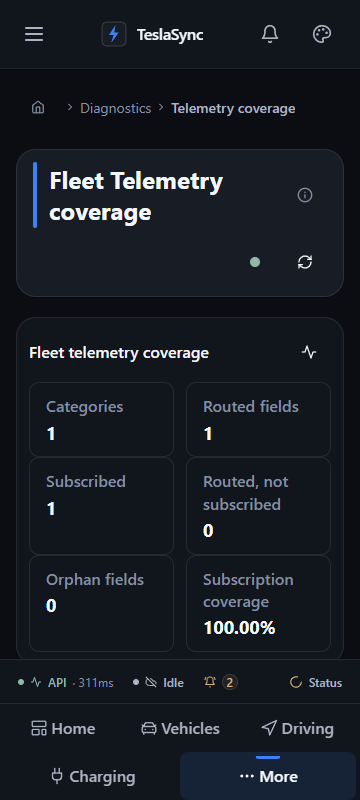 TeslaSync
Diagnostics Telemetry coverage
Fleet Telemetry
coverage
Fleet telemetry coverage
Categories
1
Routed fields
1
Subscribed
1
Routed, not
subscribed
0
Orphan fields
0
Subscription
coverage
100.00%
API · 311ms Idle 2 Status
Home Vehicles Driving
Charging More